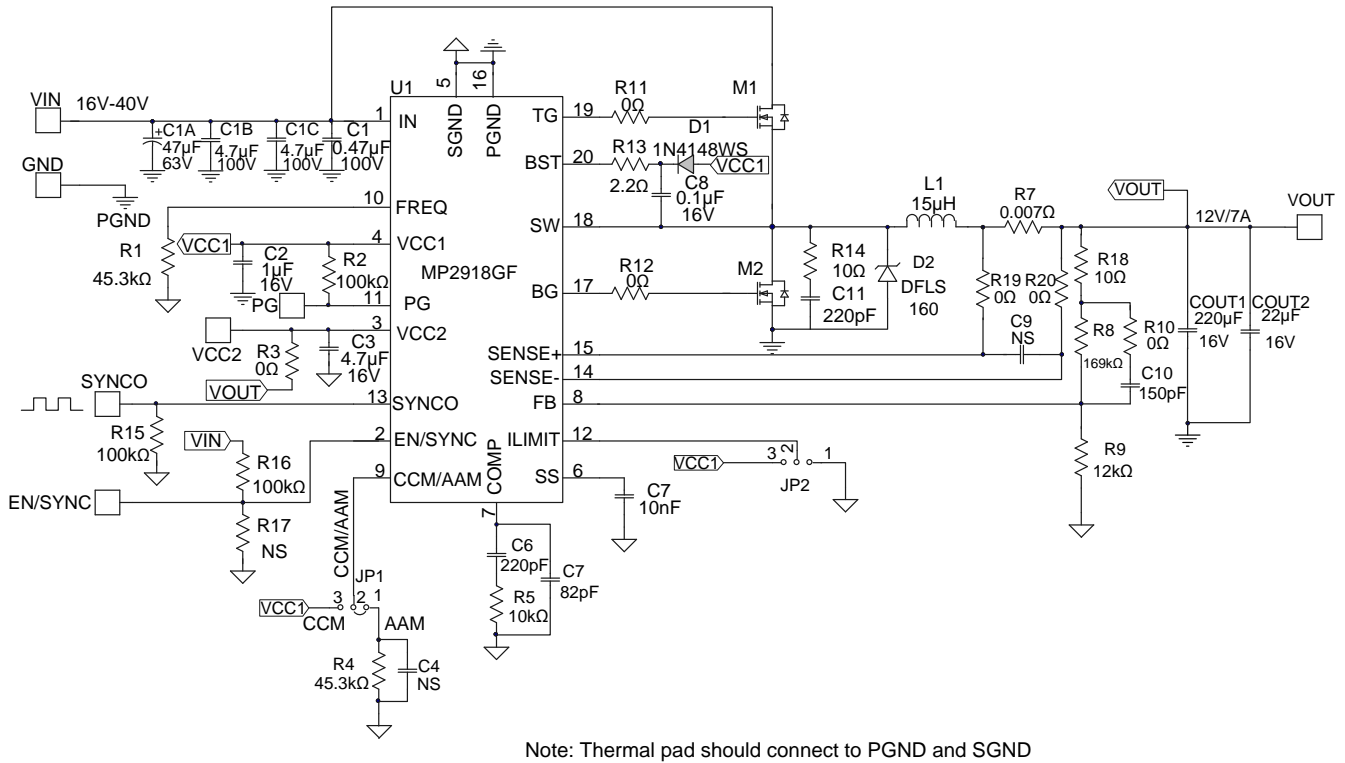 U1
MP2918GF
VIN
16V-40V
GND
PGND
+C1A
47µF
63V
C1B
4.7µF
100V
C1C
4.7µF
100V
C1
0.47µF
100V
5
16
SGND
PGND
1
IN
10
FREQ
4
VCC1
11
PG
3
VCC2
13
SYNCO
2
EN/SYNC
9
CCM/AAM
COMP
7
TG
19
BST
20
SW
18
BG
17
SENSE+
15
SENSE-
14
FB
8
ILIMIT
12
SS
6
R1
45.3kΩ
VCC1
C2
1µF
16V
R2
100kΩ
PG
VCC2
R3
0Ω
VOUT
C3
4.7µF
16V
SYNCO
R15
100kΩ
VIN
R16
100kΩ
EN/SYNC
R17
NS
CCM/AAM
JP1
VCC1
3
2
1
CCM
AAM
R4
45.3kΩ
C4
NS
C6
220pF
R5
10kΩ
C7
82pF
C7
10nF
R11
0Ω
M1
D1
1N4148WS
R13
2.2Ω
VCC1
C8
0.1µF
16V
R12
0Ω
M2
R14
10Ω
C11
220pF
D2
DFLS
160
L1
15µH
R7
0.007Ω
R19
0Ω
R20
0Ω
C9
NS
R18
10Ω
R8
169kΩ
R10
0Ω
C10
150pF
R9
12kΩ
VOUT
12V/7A
VOUT
COUT1
220µF
16V
COUT2
22µF
16V
VCC1
3
2
1
JP2
Note: Thermal pad should connect to PGND and SGND